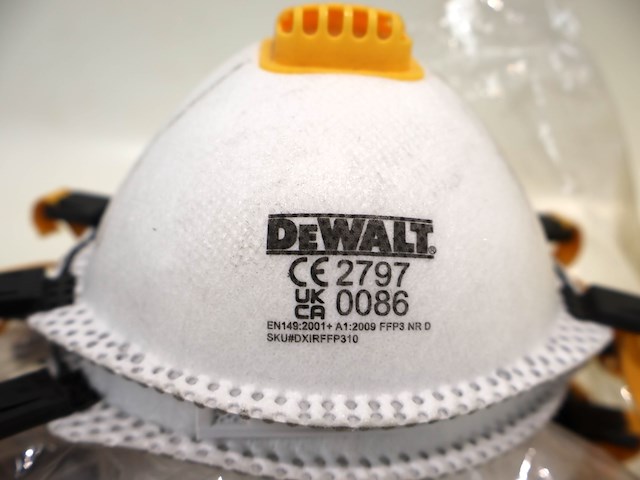 DEWALT®
CE 2797
UK CA 0086
EN149:2001+ A1:2009 FFP3 NR D
SKU#DXIRFFP310